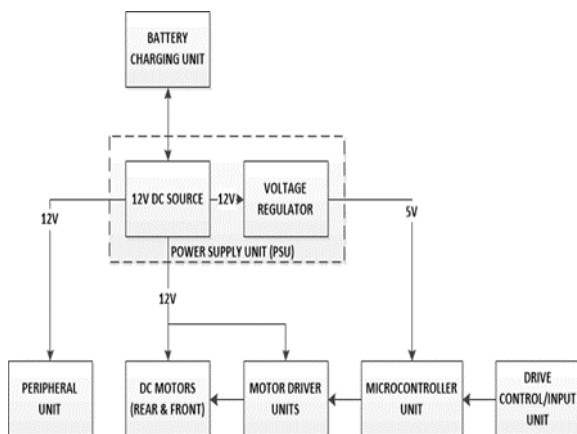 BATTERY
CHARGING UNIT
12V DC SOURCE
12V
VOLTAGE
REGULATOR
12V
5V
POWER SUPPLY UNIT (PSU)
12V
PERIPHERAL
UNIT
DC MOTORS
(REAR & FRONT)
MOTOR DRIVER
UNITS
MICROCONTROLLER
UNIT
DRIVE
CONTROL/INPUT
UNIT